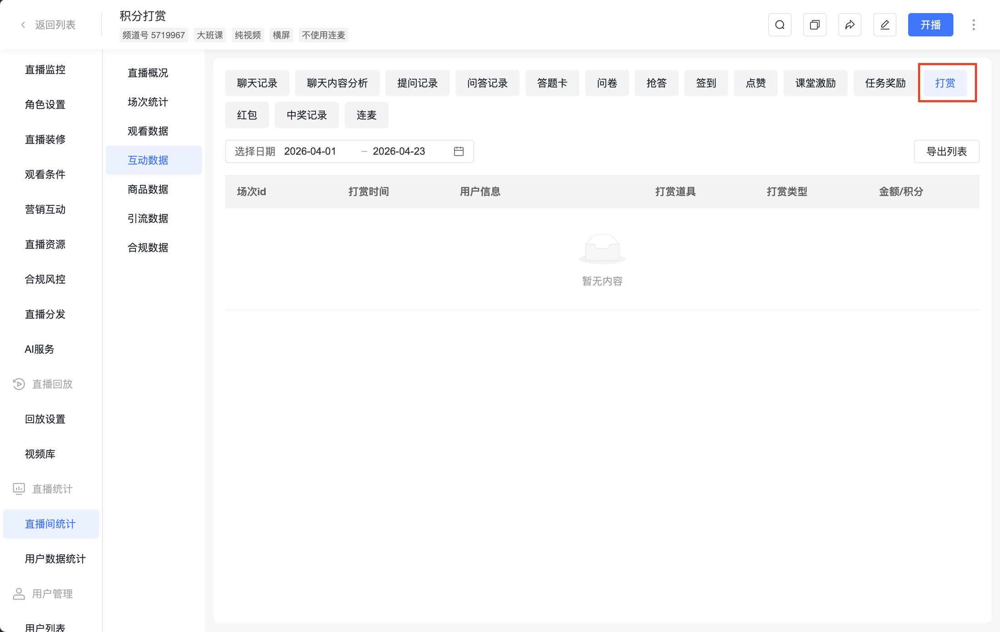 返回列表
积分打赏
频道号 5719967 大班课 纯视频 横屏 不使用连麦
开播
直播监控
角色设置
直播装修
观看条件
营销互动
直播资源
合规风控
直播分发
AI服务
直播回放
回放设置
视频库
直播统计
直播间统计
用户数据统计
用户管理
用户列表
直播概况
场次统计
观看数据
互动数据
商品数据
引流数据
合规数据
聊天记录 聊天内容分析 提问记录 问答记录 答题卡 问卷 抢答 签到 点赞 课堂激励 任务奖励 打赏
红包 中奖记录 连麦
选择日期 2026-04-01 – 2026-04-23 导出列表
场次id 打赏时间 用户信息 打赏道具 打赏类型 金额/积分
暂无内容